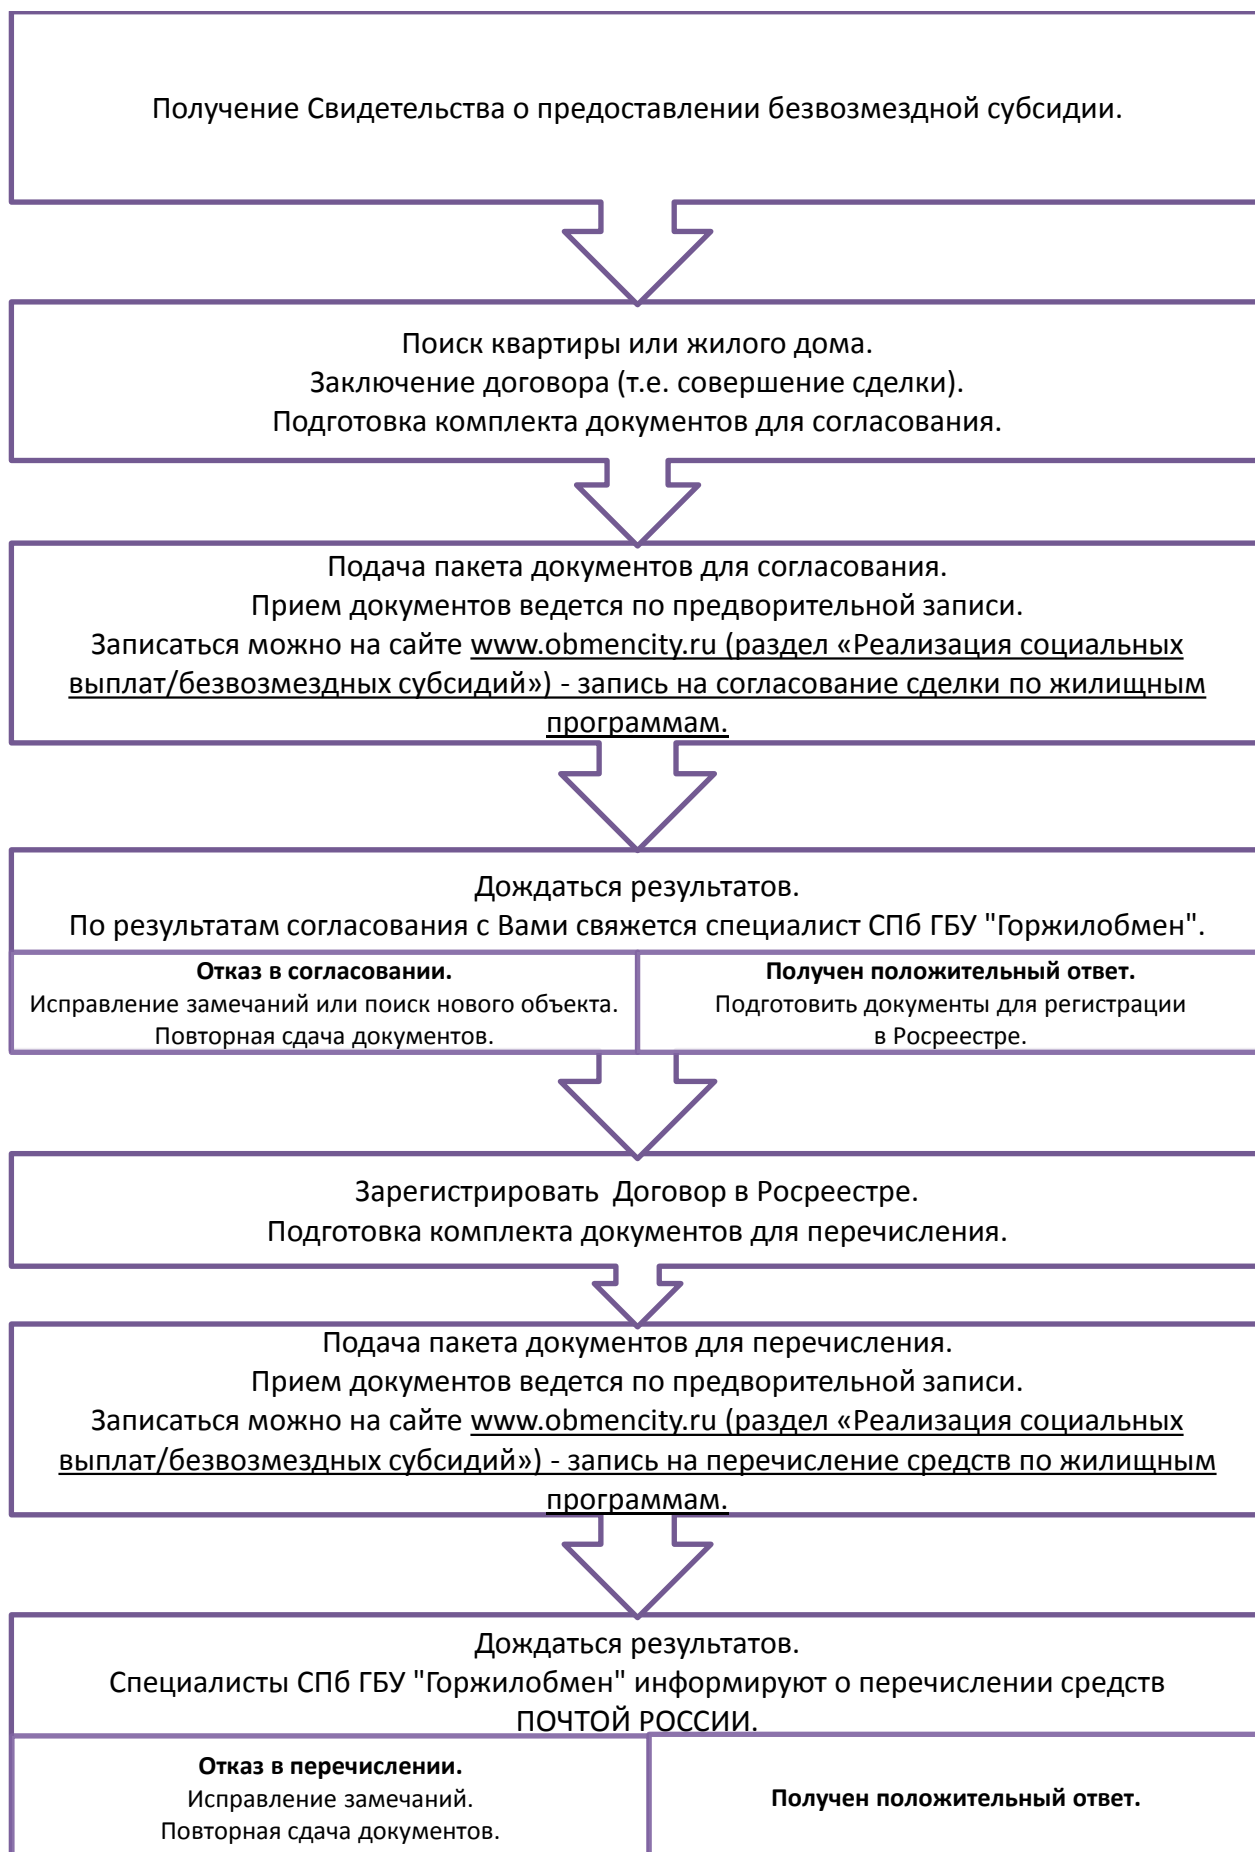 Получение Свидетельства о предоставлении безвозмездной субсидии.
Поиск квартиры или жилого дома.
Заключение договора (т.е. совершение сделки).
Подготовка комплекта документов для согласования.
Подача пакета документов для согласования.
Прием документов ведется по предворительной записи.
Записаться можно на сайте www.obmencity.ru (раздел «Реализация социальных
выплат/безвозмездных субсидий») - запись на согласование сделки по жилищным
программам.
Дождаться результатов.
По результатам согласования с Вами свяжется специалист СПб ГБУ "Горжилобмен".
Отказ в согласовании.
Исправление замечаний или поиск нового объекта.
Повторная сдача документов.
Получен положительный ответ.
Подготовить документы для регистрации
в Росреестре.
Зарегистрировать  Договор в Росреестре.
Подготовка комплекта документов для перечисления.
Подача пакета документов для перечисления.
Прием документов ведется по предворительной записи.
Записаться можно на сайте www.obmencity.ru (раздел «Реализация социальных
выплат/безвозмездных субсидий») - запись на перечисление средств по жилищным
программам.
Дождаться результатов.
Специалисты СПб ГБУ "Горжилобмен" информируют о перечислении средств
ПОЧТОЙ РОССИИ.
Отказ в перечислении.
Исправление замечаний.
Повторная сдача документов.
Получен положительный ответ.